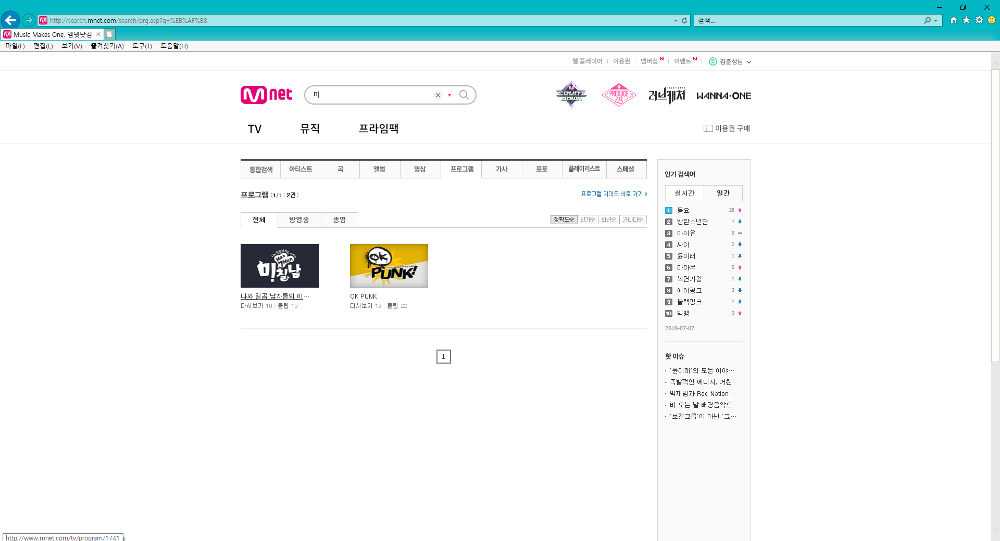 http://search.mnet.com/search/prg.asp?q=%EB%AF%B8
검색...
Music Makes One, 엠넷닷컴
파일(F) 편집(E) 보기(V) 즐겨찾기(A) 도구(T) 도움말(H)
웹 플레이어 이용권 멤버십 N 이벤트 N D 김준성님
M net
미
M COUNT DOWN
PRODUCE 48
러브캐처
TRUST GAME
WANNA·ONE
TV 뮤직 프라임팩
이용권 구매
통합검색 아티스트 곡 앨범 영상 프로그램 가사 포토 플레이리스트 스페셜
프로그램 (1/1 | 2건)
프로그램 가이드 바로 가기
전체 방영중 종영
정확도순 인기순 최신순 가나다순
미칠남
OK PUNK!
나와 일곱 남자들의 이…
다시보기 10 | 클립 10
OK PUNK
다시보기 12 | 클립 22
1
인기 검색어
실시간 일간
1 동요 28
2 방탄소년단 1
3 아이유 0
4 싸이 2
5 윤미래 1
6 마마무 5
7 복면가왕 1
8 에이핑크 3
9 블랙핑크 1
10 빅뱅 3
2018-07-07
핫 이슈
· `윤미래`의 모든 이야…
· 폭발적인 에너지, 거친…
· 박재범과 Roc Nation…
· 비 오는 날 배경음악으…
· `보컬그룹`이 아닌 `그…
http://www.mnet.com/tv/program/1741